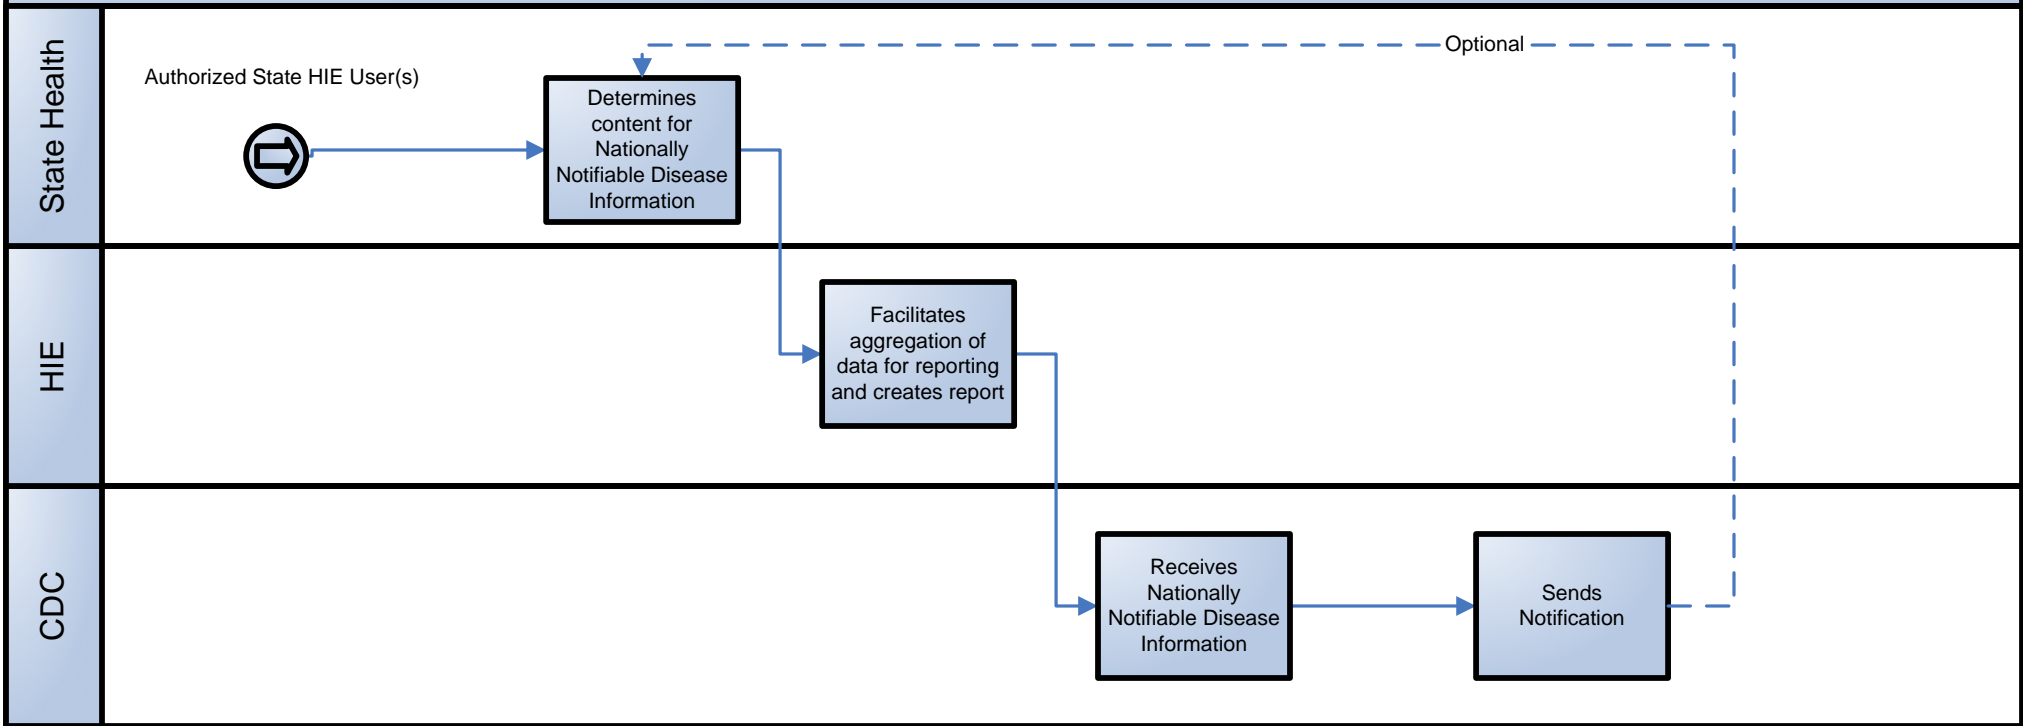 State Health
Authorized State HIE User(s)
Optional
Determines
content for
Nationally
Notifiable Disease
Information
HIE
Facilitates
aggregation of
data for reporting
and creates report
CDC
Receives
Nationally
Notifiable Disease
Information
Sends
Notification